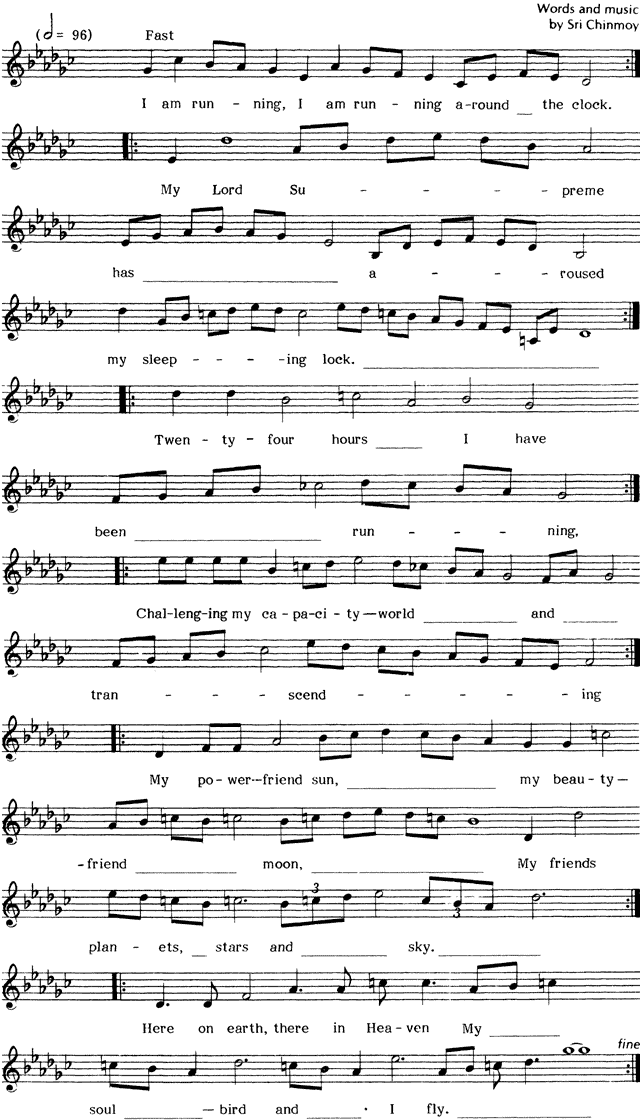 Words and music
by Sri Chinmoy
(𝅗𝅥 = 96) Fast
I am run - ning, I am run - ning a-round _ the clock.
My Lord Su - - - - preme
has _ a - - - roused
my sleep - - - ing lock. _
Twen - ty - four hours _ I have
been _ run - - - ning,
Chal-leng-ing my ca - pa - ci - ty—world _ and _
tran - - - scend - - - - ing
My po - wer—friend sun, _ my beau - ty—
-friend _ moon, _ My friends
plan - ets, _ stars and _ sky. _
3 3
Here on earth, there in Hea - ven My _
fine
soul _ — bird and _ . I fly. _